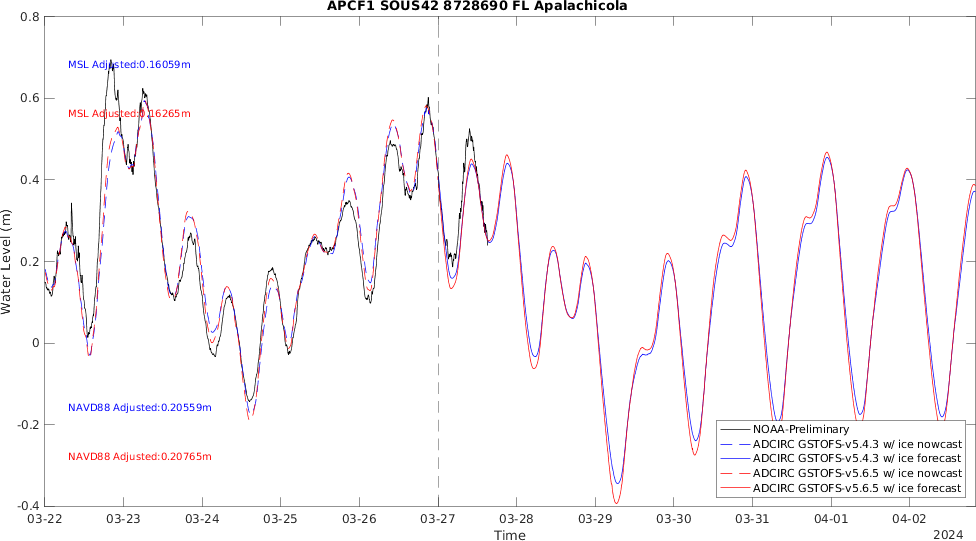 APCF1 SOUS42 8728690 FL Apalachicola
0.8
MSL Adjusted:0.16059m
0.6
MSL Adjusted:0.16265m
0.4
Water Level (m)
0.2
0
NAVD88 Adjusted:0.20559m
-0.2
NAVD88 Adjusted:0.20765m
-0.4
NOAA-Preliminary
ADCIRC GSTOFS-v5.4.3 w/ ice nowcast
ADCIRC GSTOFS-v5.4.3 w/ ice forecast
ADCIRC GSTOFS-v5.6.5 w/ ice nowcast
ADCIRC GSTOFS-v5.6.5 w/ ice forecast
03-22 03-23 03-24 03-25 03-26 03-27 03-28 03-29 03-30 03-31 04-01 04-02
Time
2024